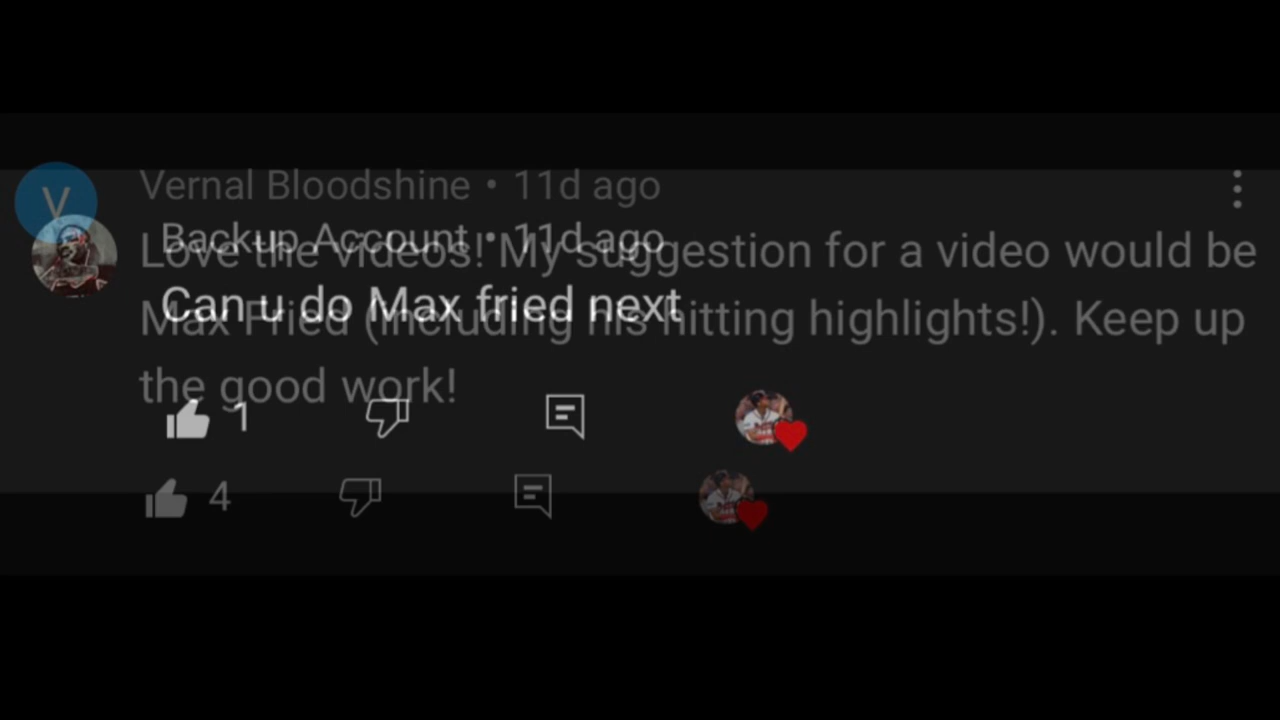 V
Vernal Bloodshine • 11d ago
Love the videos! My suggestion for a video would be
Max Fried (including his hitting highlights!). Keep up
the good work!
4
Backup Account • 11d ago
Can u do Max fried next
1